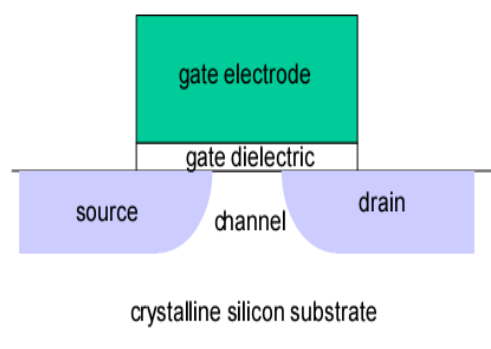 gate electrode
gate dielectric
source
channel
drain
crystalline silicon substrate